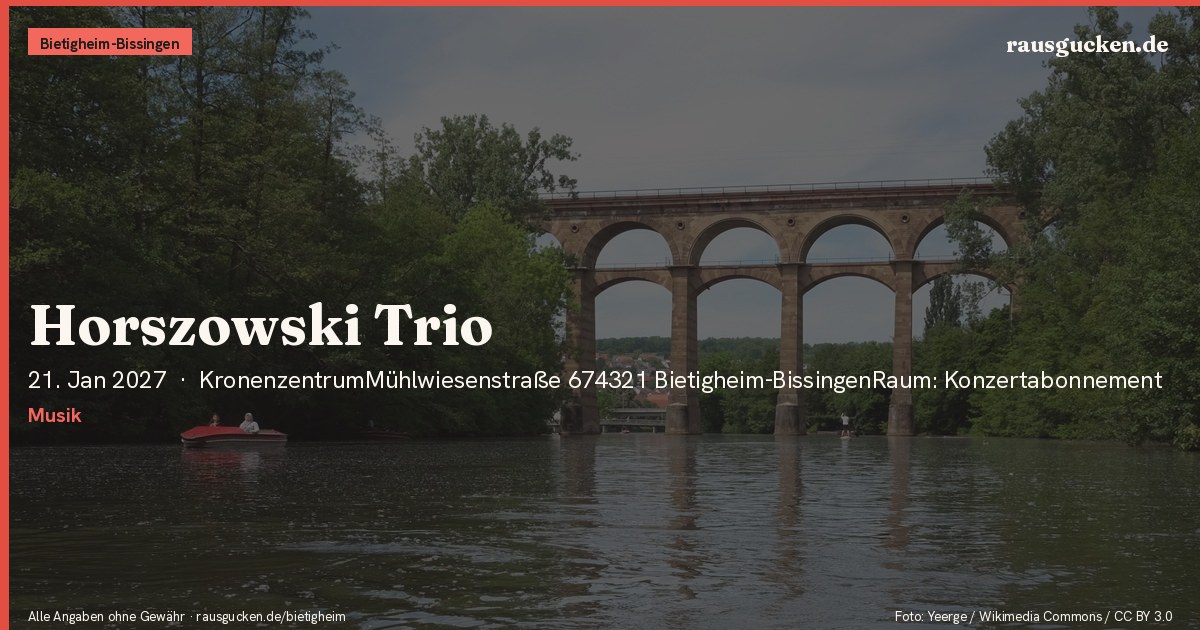 Bietigheim-Bissingen
rausgucken.de
Horszowski Trio
21. Jan 2027 · KronenzentrumMühlwiesenstraße 674321 Bietigheim-BissingenRaum: Konzertabonnement
Musik
Alle Angaben ohne Gewähr · rausgucken.de/bietigheim
Foto: Yeerge / Wikimedia Commons / CC BY 3.0